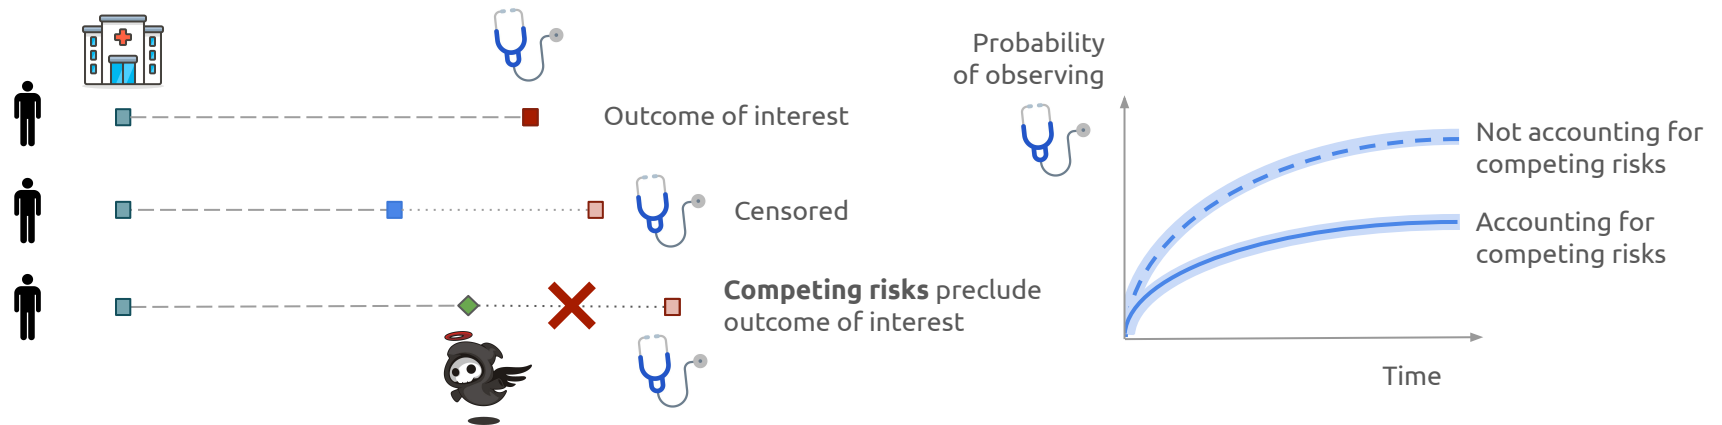 Outcome of interest
Censored
Competing risks preclude
outcome of interest
Probability
of observing
Not accounting for
competing risks
Accounting for
competing risks
Time